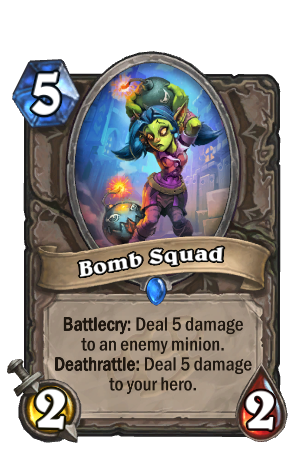 5
Bomb Squad
Battlecry: Deal 5 damage
to an enemy minion.
Deathrattle: Deal 5 damage
to your hero.
2
2